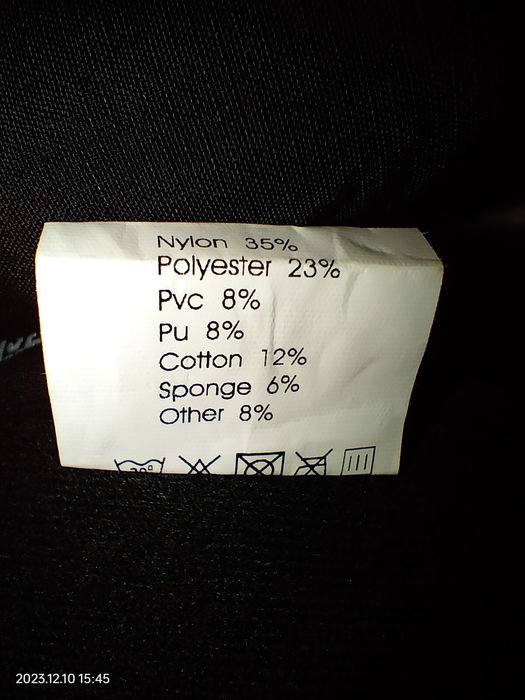 Nylon 35%
Polyester 23%
Pvc 8%
Pu 8%
Cotton 12%
Sponge 6%
Other 8%
2023.12.10 15:45